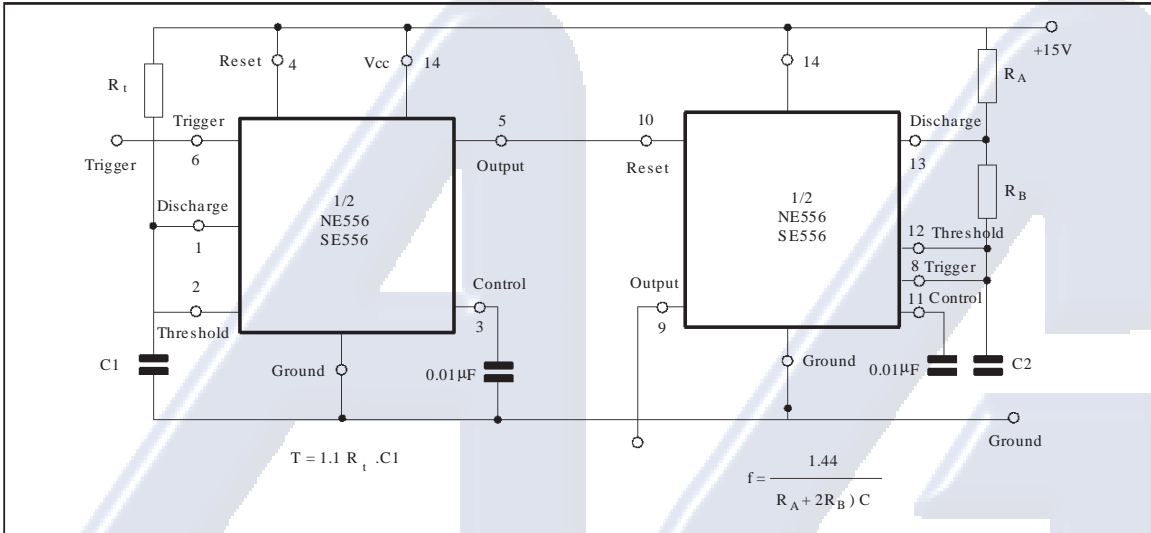 +15V
Reset
4
Vcc
14
14
R t
R A
Trigger
6
Trigger
5
Output
10
Reset
Discharge
13
1/2
NE556
SE556
1/2
NE556
SE556
R B
Discharge
1
12 Threshold
8 Trigger
11 Control
2
Threshold
Control
3
Output
9
C1
Ground
0.01µF
Ground
0.01µF
C2
Ground
T = 1.1 R t .C1
f = 1.44
R A + 2R B ) C